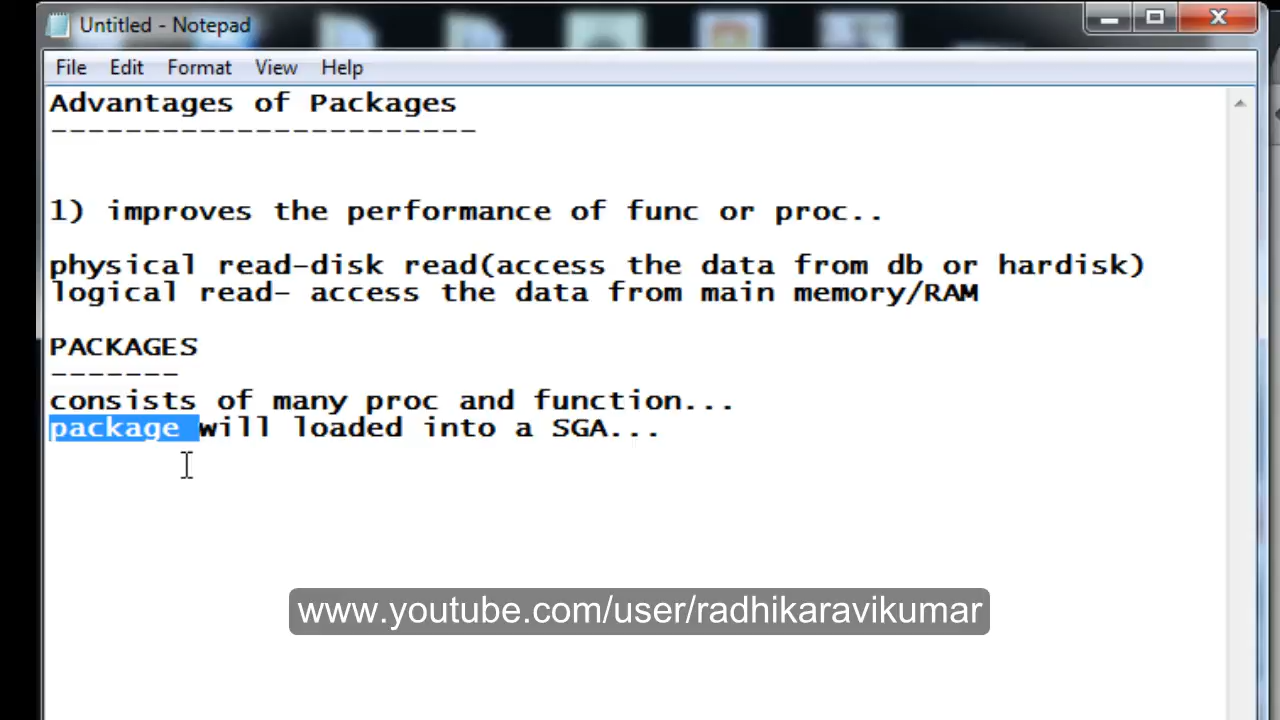 Untitled - Notepad
File Edit Format View Help
Advantages of Packages
-----------------------
1) improves the performance of func or proc..
physical read-disk read(access the data from db or hardisk)
logical read- access the data from main memory/RAM
PACKAGES
-------
consists of many proc and function...
package will loaded into a SGA...
www.youtube.com/user/radhikaravikumar